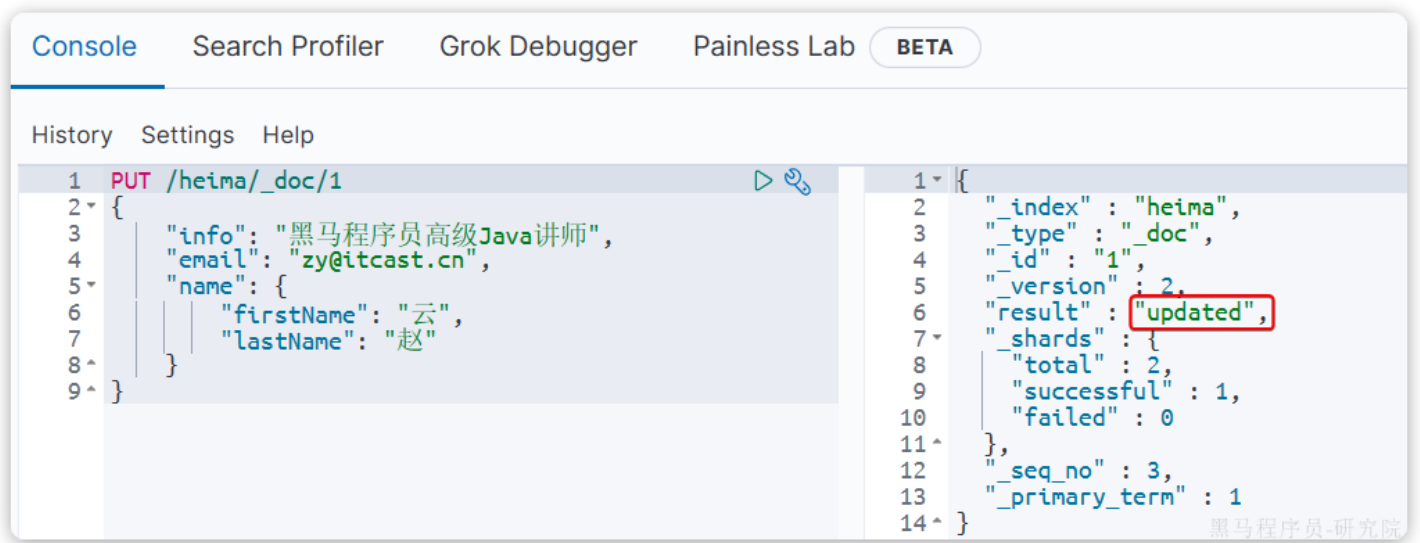 Console Search Profiler Grok Debugger Painless Lab BETA
History Settings Help
1 PUT /heima/_doc/1
2 {
3 "info": "黑马程序员高级Java讲师",
4 "email": "zy@itcast.cn",
5 "name": {
6 "firstName": "云",
7 "lastName": "赵"
8 }
9 }
1 {
2 "_index" : "heima",
3 "_type" : "_doc",
4 "_id" : "1",
5 "_version" : 2,
6 "result" : "updated",
7 "_shards" : {
8 "total" : 2,
9 "successful" : 1,
10 "failed" : 0
11 },
12 "_seq_no" : 3,
13 "_primary_term" : 1
14 }
黑马程序员-研究院